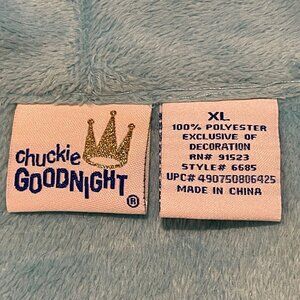 chuckie
GOODNIGHT®
XL
100% POLYESTER
EXCLUSIVE OF
DECORATION
RN# 91523
STYLE# 6685
UPC# 490750806425
MADE IN CHINA